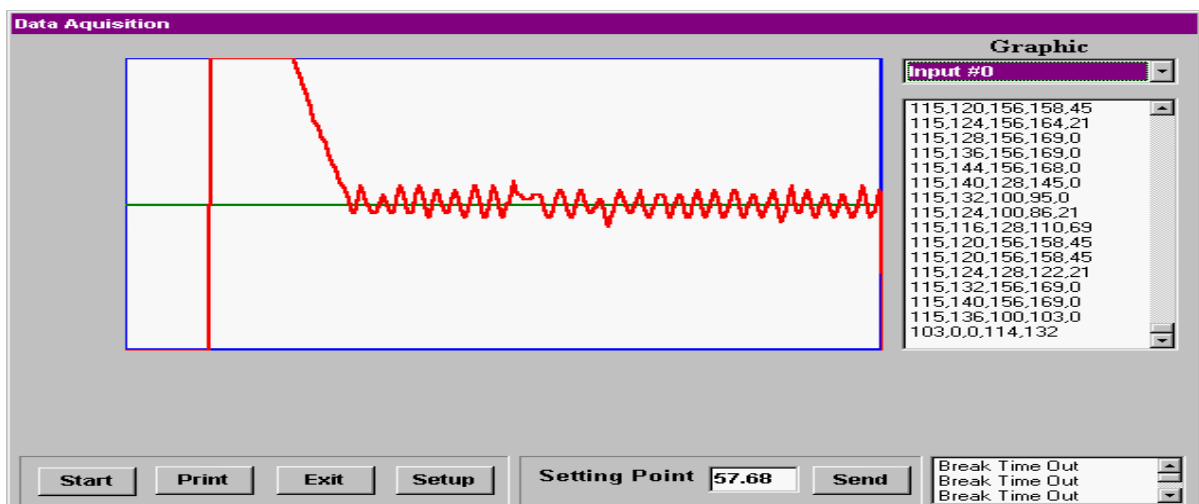 Data Aquisition
Graphic
Input #0
115,120,156,158,45
115,124,156,164,21
115,128,156,169,0
115,136,156,169,0
115,144,156,168,0
115,140,128,145,0
115,132,100,95,0
115,124,100,86,21
115,116,128,110,69
115,120,156,158,45
115,120,156,158,45
115,124,128,122,21
115,132,156,169,0
115,140,156,169,0
115,136,100,103,0
103,0,0,114,132
Start
Print
Exit
Setup
Setting Point
57.68
Send
Break Time Out
Break Time Out
Break Time Out